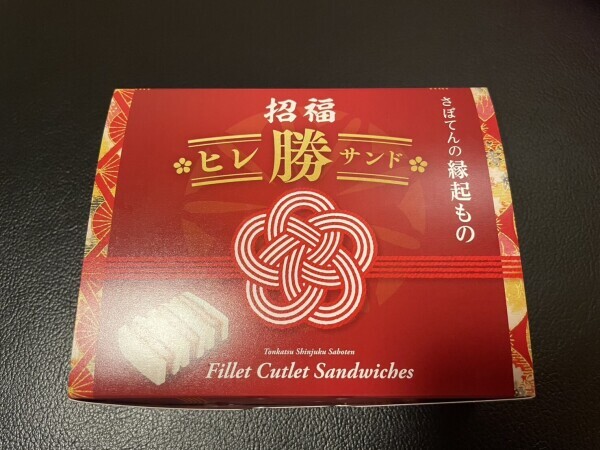 招福
ヒレ勝サンド
さぼてんの縁起もの
Tonkatsu Shinjuku Saboten
Fillet Cutlet Sandwiches